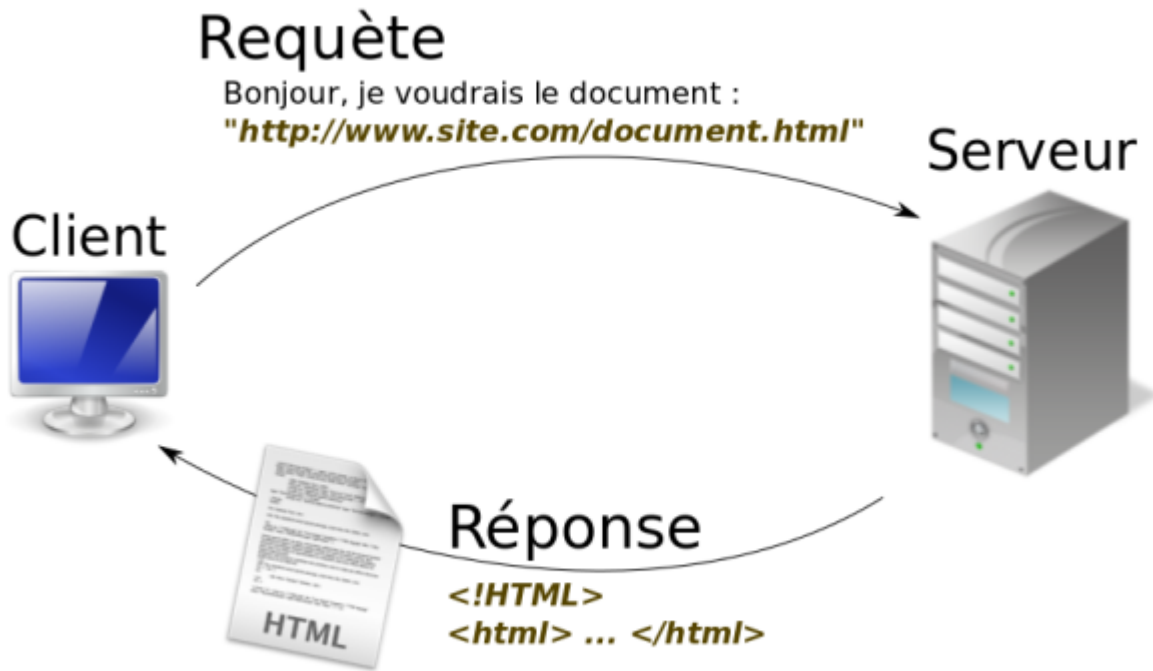 Requète
Bonjour, je voudrais le document :
"http://www.site.com/document.html"
Serveur
Client
Réponse
<!HTML>
<html> ... </html>
HTML